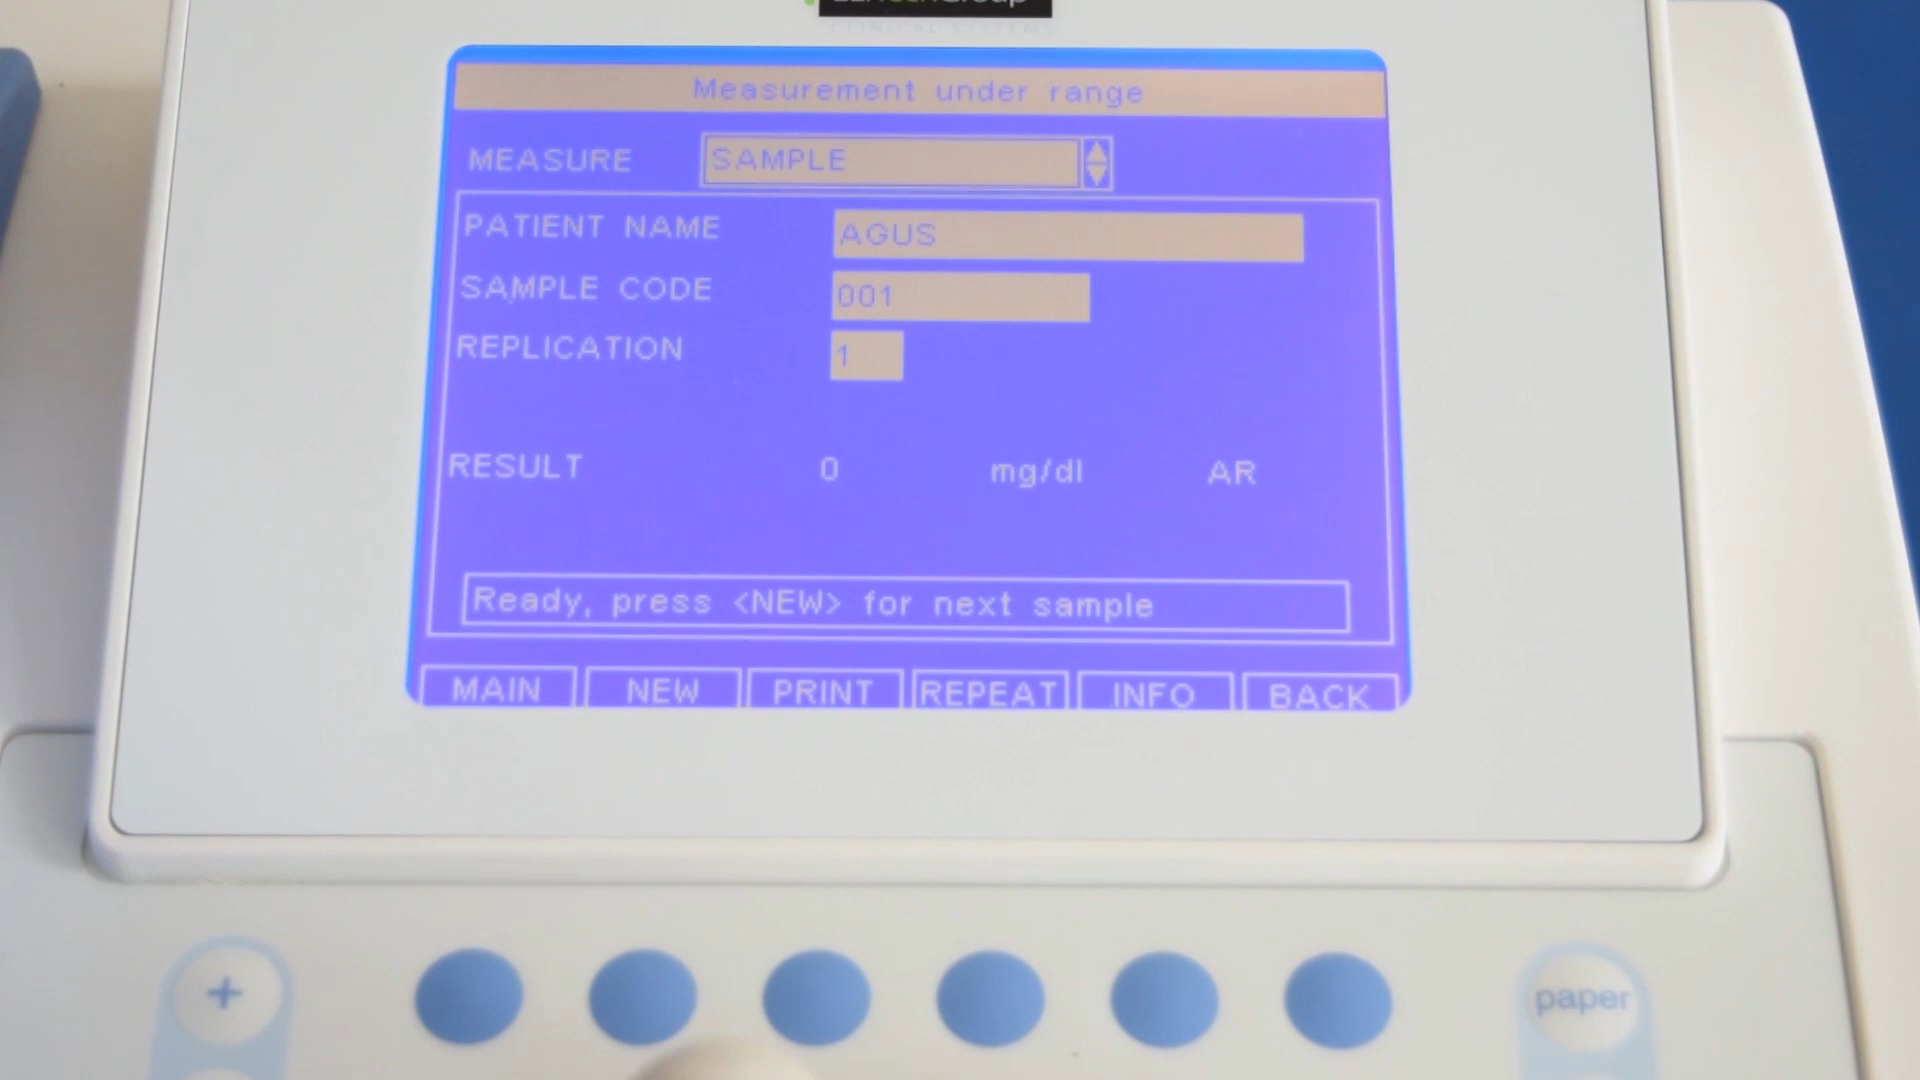 Measurement under range
MEASURE SAMPLE
PATIENT NAME AGUS
SAMPLE CODE 001
REPLICATION 1
RESULT 0 mg/dl AR
Ready, press <NEW> for next sample
MAIN NEW PRINT REPEAT INFO BACK
+ paper